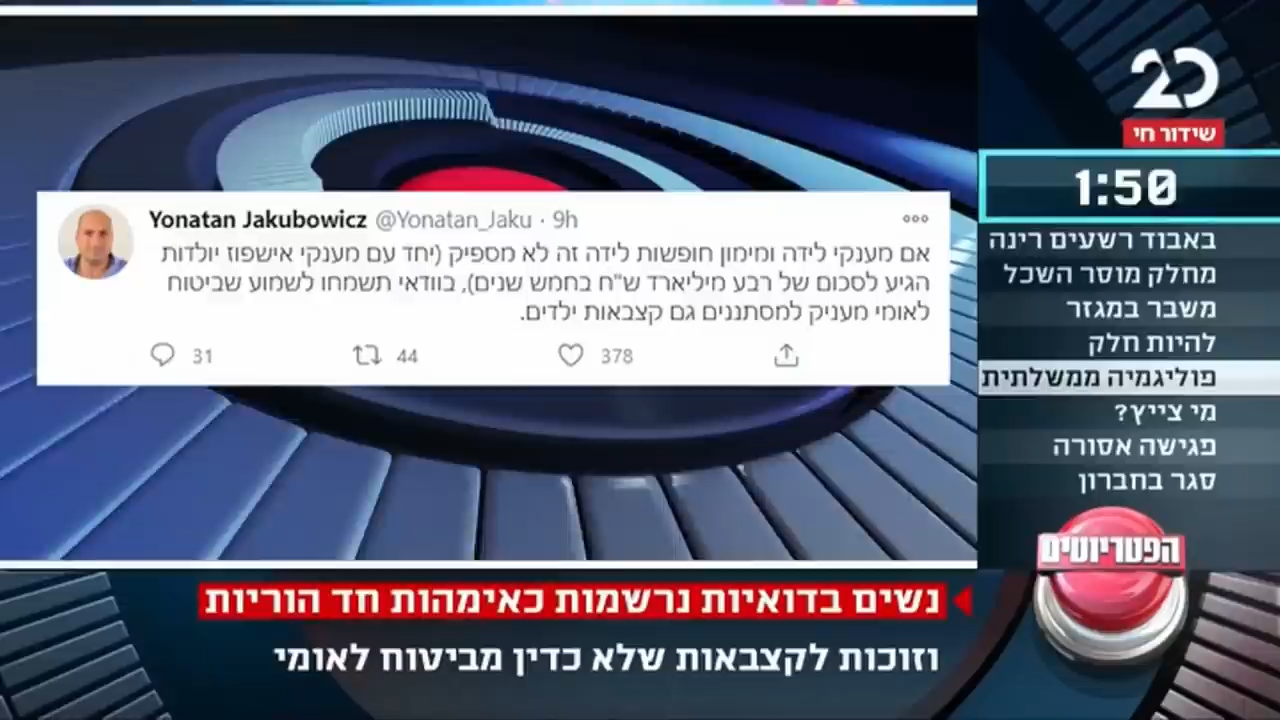 20
שידור חי
1:50
באבוד רשעים רינה
מחלק מוסר השכל
משבר במגזר
להיות חלק
פוליגמיה ממשלתית
מי צייץ?
פגישה אסורה
סגר בחברון
הפטריוטים
Yonatan Jakubowicz @Yonatan_Jaku · 9h
אם מענקי לידה ומימון חופשות לידה זה לא מספיק (יחד עם מענקי אישפוז יולדות
הגיע לסכום של רבע מיליארד ש"ח בחמש שנים), בוודאי תשמחו לשמוע שביטוח
לאומי מעניק למסתננים גם קצבאות ילדים.
31 44 378
נשים בדואיות נרשמות כאימהות חד הוריות
וזוכות לקצבאות שלא כדין מביטוח לאומי